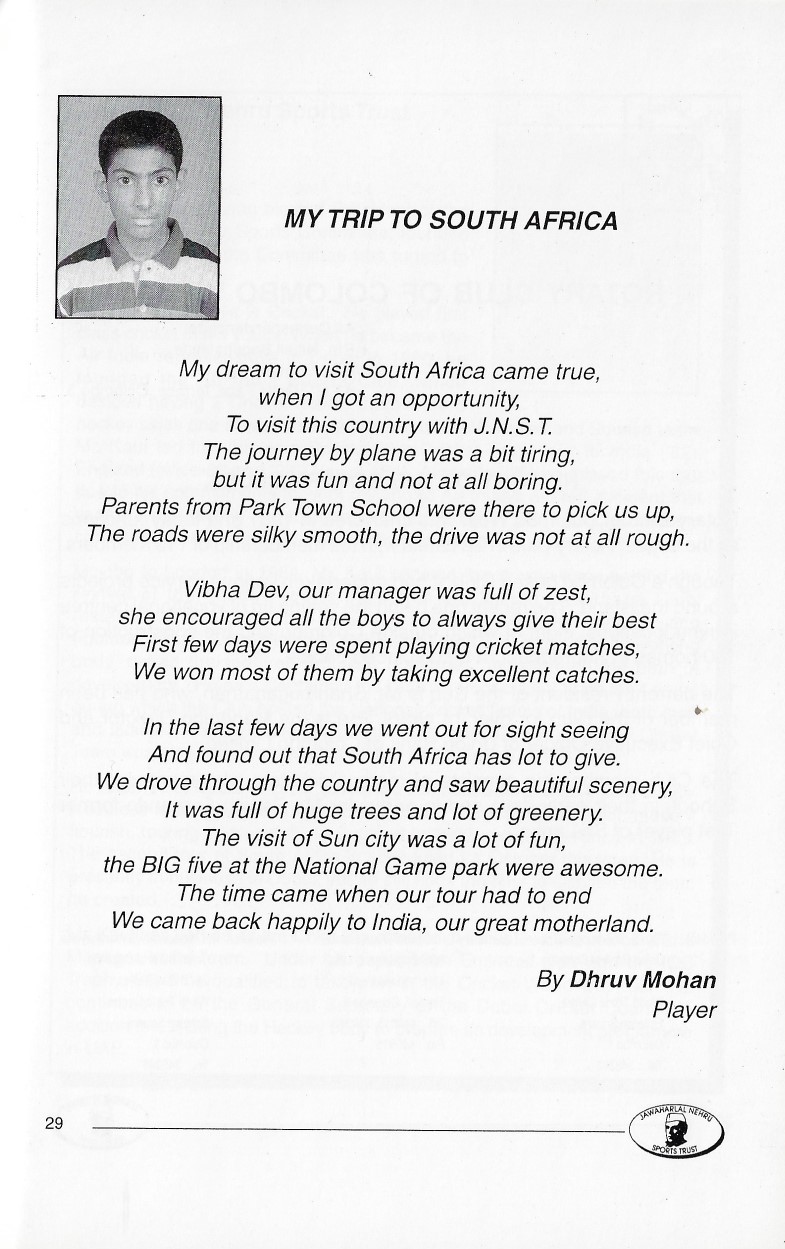 MY TRIP TO SOUTH AFRICA
My dream to visit South Africa came true,
when I got an opportunity,
To visit this country with J.N.S.T.
The journey by plane was a bit tiring,
but it was fun and not at all boring.
Parents from Park Town School were there to pick us up,
The roads were silky smooth, the drive was not at all rough.
Vibha Dev, our manager was full of zest,
she encouraged all the boys to always give their best
First few days were spent playing cricket matches,
We won most of them by taking excellent catches.
In the last few days we went out for sight seeing
And found out that South Africa has lot to give.
We drove through the country and saw beautiful scenery,
It was full of huge trees and lot of greenery.
The visit of Sun city was a lot of fun,
the BIG five at the National Game park were awesome.
The time came when our tour had to end
We came back happily to India, our great motherland.
By Dhruv Mohan
Player
29
JAWAHARLAL NEHRU
SPORTS TRUST